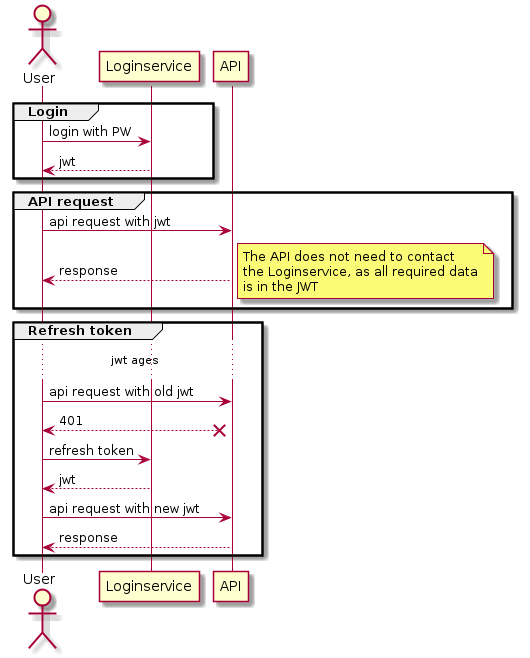 User
Loginservice
API
Login
login with PW
jwt
API request
api request with jwt
The API does not need to contact
the Loginservice, as all required data
is in the JWT
response
Refresh token
jwt ages
api request with old jwt
401
refresh token
jwt
api request with new jwt
response
User
Loginservice
API